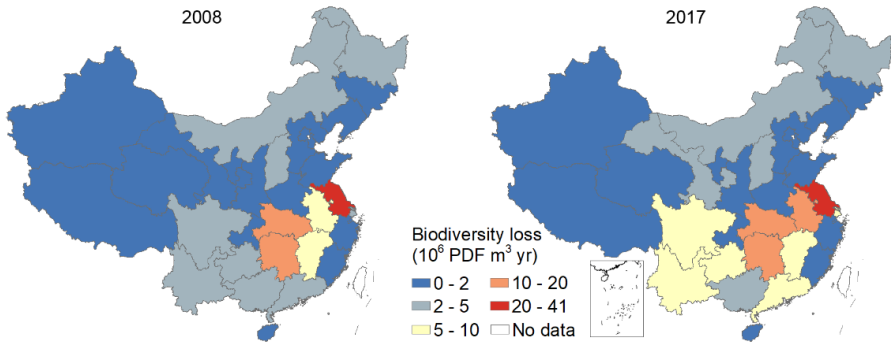 2008
2017
Biodiversity loss
(10⁶ PDF m³ yr)
0 - 2
10 - 20
2 - 5
20 - 41
5 - 10
No data